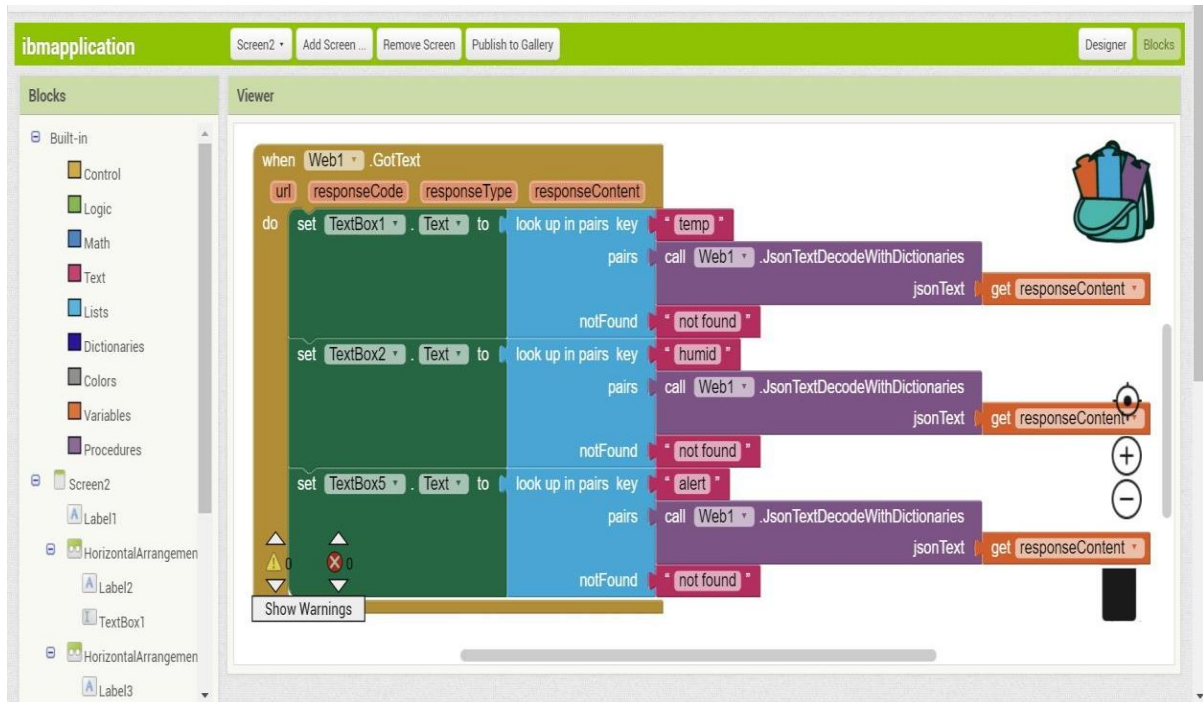 ibmapplication Screen2 Add Screen ... Remove Screen Publish to Gallery Designer Blocks
Blocks
Built-in
Control
Logic
Math
Text
Lists
Dictionaries
Colors
Variables
Procedures
Screen2
Label1
HorizontalArrangemen
Label2
TextBox1
HorizontalArrangemen
Label3
Viewer
when Web1 .GotText
url responseCode responseType responseContent
do set TextBox1 . Text to look up in pairs key " temp "
pairs call Web1 .JsonTextDecodeWithDictionaries
jsonText get responseContent
notFound " not found "
set TextBox2 . Text to look up in pairs key " humid "
pairs call Web1 .JsonTextDecodeWithDictionaries
jsonText get responseContent
notFound " not found "
set TextBox5 . Text to look up in pairs key " alert "
pairs call Web1 .JsonTextDecodeWithDictionaries
jsonText get responseContent
notFound " not found "
0 0
Show Warnings